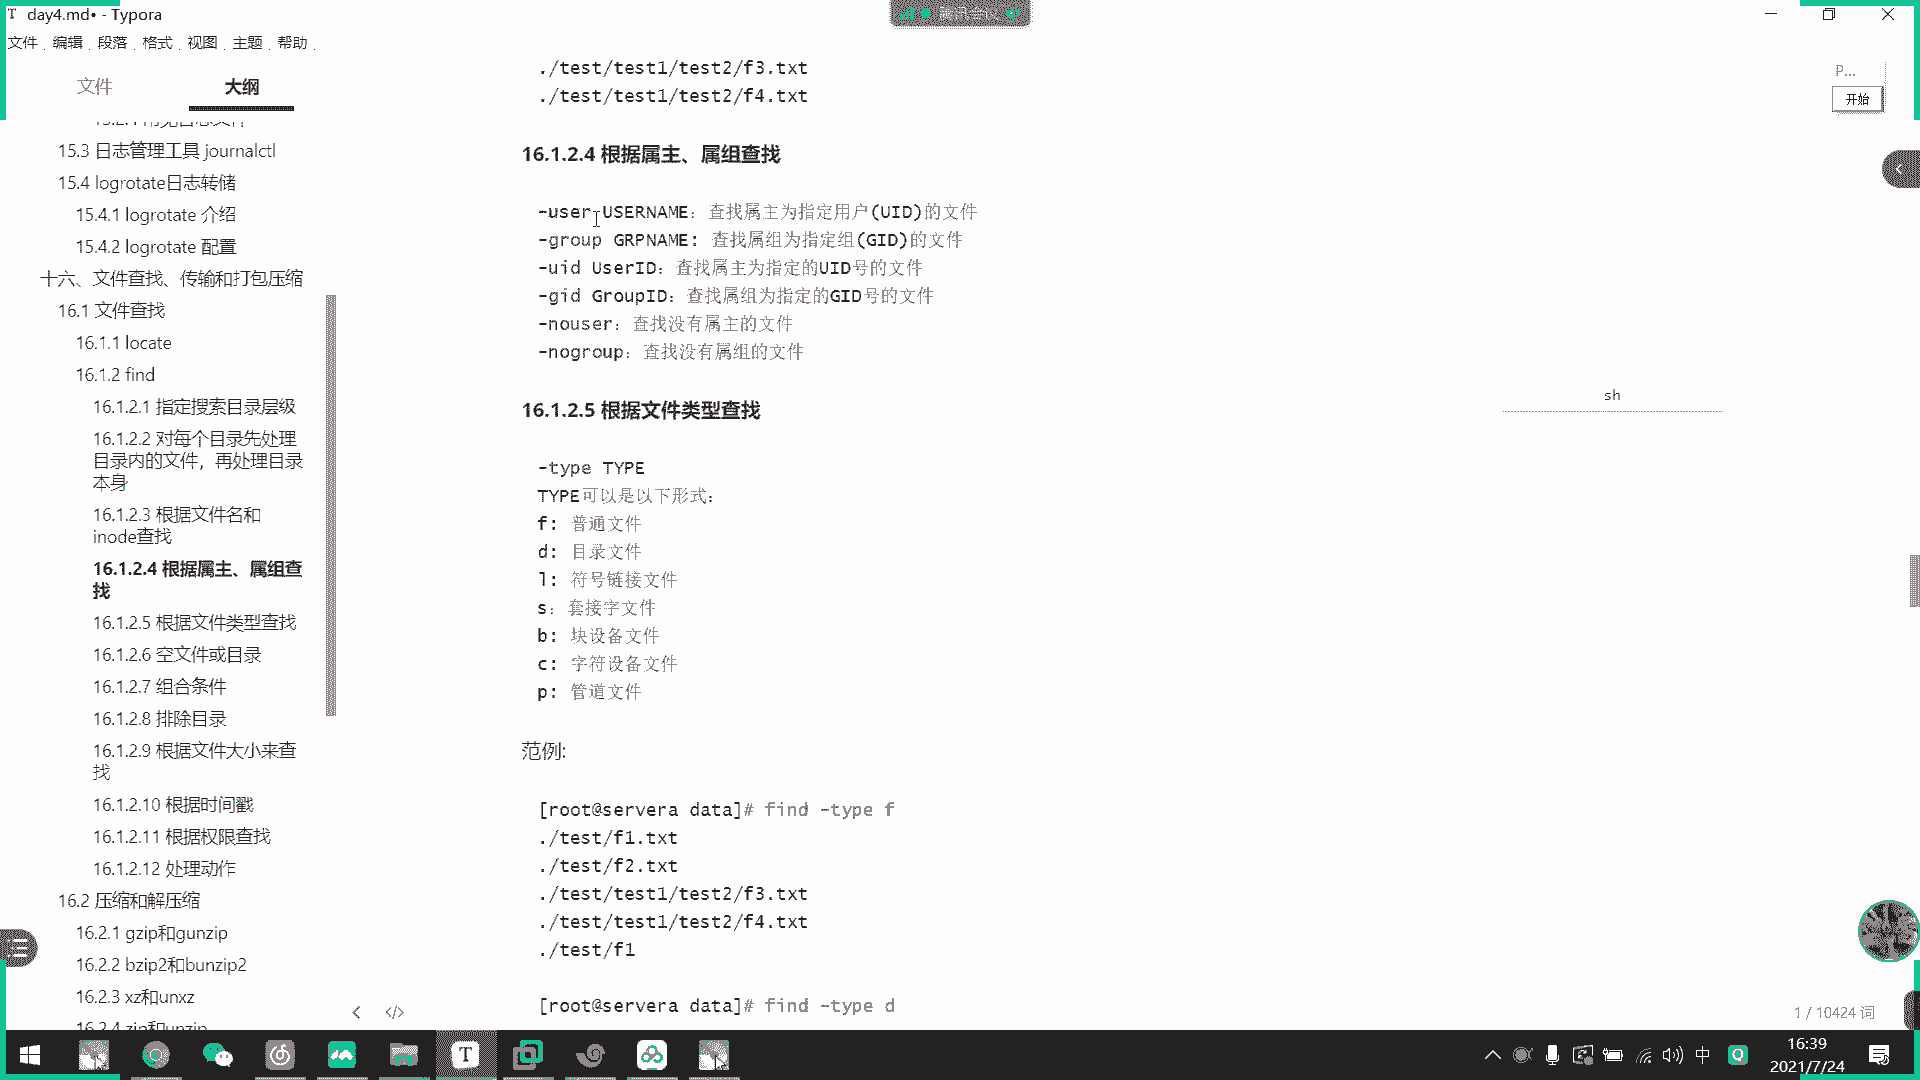 day4.md• - Typora
腾讯会议
文件 编辑 段落 格式 视图 主题 帮助
文件
大纲
15.3 日志管理工具 journalctl
15.4 logrotate日志转储
15.4.1 logrotate 介绍
15.4.2 logrotate 配置
十六、文件查找、传输和打包压缩
16.1 文件查找
16.1.1 locate
16.1.2 find
16.1.2.1 指定搜索目录层级
16.1.2.2 对每个目录先处理
目录内的文件，再处理目录
本身
16.1.2.3 根据文件名和
inode查找
16.1.2.4 根据属主、属组查
找
16.1.2.5 根据文件类型查找
16.1.2.6 空文件或目录
16.1.2.7 组合条件
16.1.2.8 排除目录
16.1.2.9 根据文件大小来查
找
16.1.2.10 根据时间戳
16.1.2.11 根据权限查找
16.1.2.12 处理动作
16.2 压缩和解压缩
16.2.1 gzip和gunzip
16.2.2 bzip2和bunzip2
16.2.3 xz和unxz
16.2.4 zip和unzip
./test/test1/test2/f3.txt
./test/test1/test2/f4.txt
16.1.2.4 根据属主、属组查找
-user USERNAME：查找属主为指定用户(UID)的文件
-group GRPNAME: 查找属组为指定组(GID)的文件
-uid UserID：查找属主为指定的UID号的文件
-gid GroupID：查找属组为指定的GID号的文件
-nouser：查找没有属主的文件
-nogroup：查找没有属组的文件
16.1.2.5 根据文件类型查找
-type TYPE
TYPE可以是以下形式：
f: 普通文件
d: 目录文件
l: 符号链接文件
s：套接字文件
b: 块设备文件
c: 字符设备文件
p: 管道文件
范例:
[root@servera data]# find -type f
./test/f1.txt
./test/f2.txt
./test/test1/test2/f3.txt
./test/test1/test2/f4.txt
./test/f1
[root@servera data]# find -type d
P...
开始
sh
1 / 10424 词
中
16:39
2021/7/24